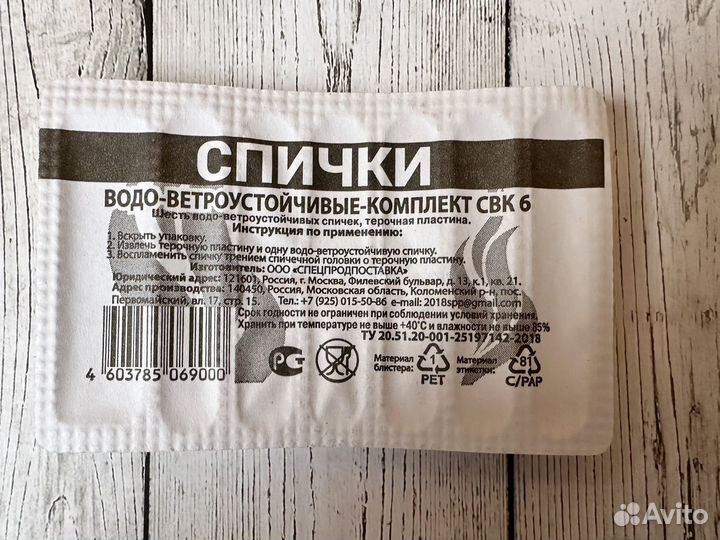 СПИЧКИ
ВОДО-ВЕТРОУСТОЙЧИВЫЕ-КОМПЛЕКТ СВК 6
Шесть водо-ветроустойчивых спичек, терочная пластина.
Инструкция по применению:
1. Вскрыть упаковку.
2. Извлечь терочную пластину и одну водо-ветроустойчивую спичку.
3. Воспламенить спичку трением спичечной головки о терочную пластину.
Изготовитель: ООО «СПЕЦПРОДПОСТАВКА»
Юридический адрес: 121601, Россия, г. Москва, Филевский бульвар, д. 13, к.1, кв. 21.
Адрес производства: 140450, Россия, Московская область, Коломенский р-н, пос.
Первомайский, вл. 17, стр. 15. Тел.: +7 (925) 015-50-86 e-mail: 2018spp@gmail.com
Срок годности не ограничен при соблюдении условий хранения.
Хранить при температуре не выше +40°С и влажности не выше 85%
ТУ 20.51.20-001-25197142-2018
4 603785 069000
РСТ
Материал блистера:
1
PET
Материал этикетки:
81
C/PAP
Avito